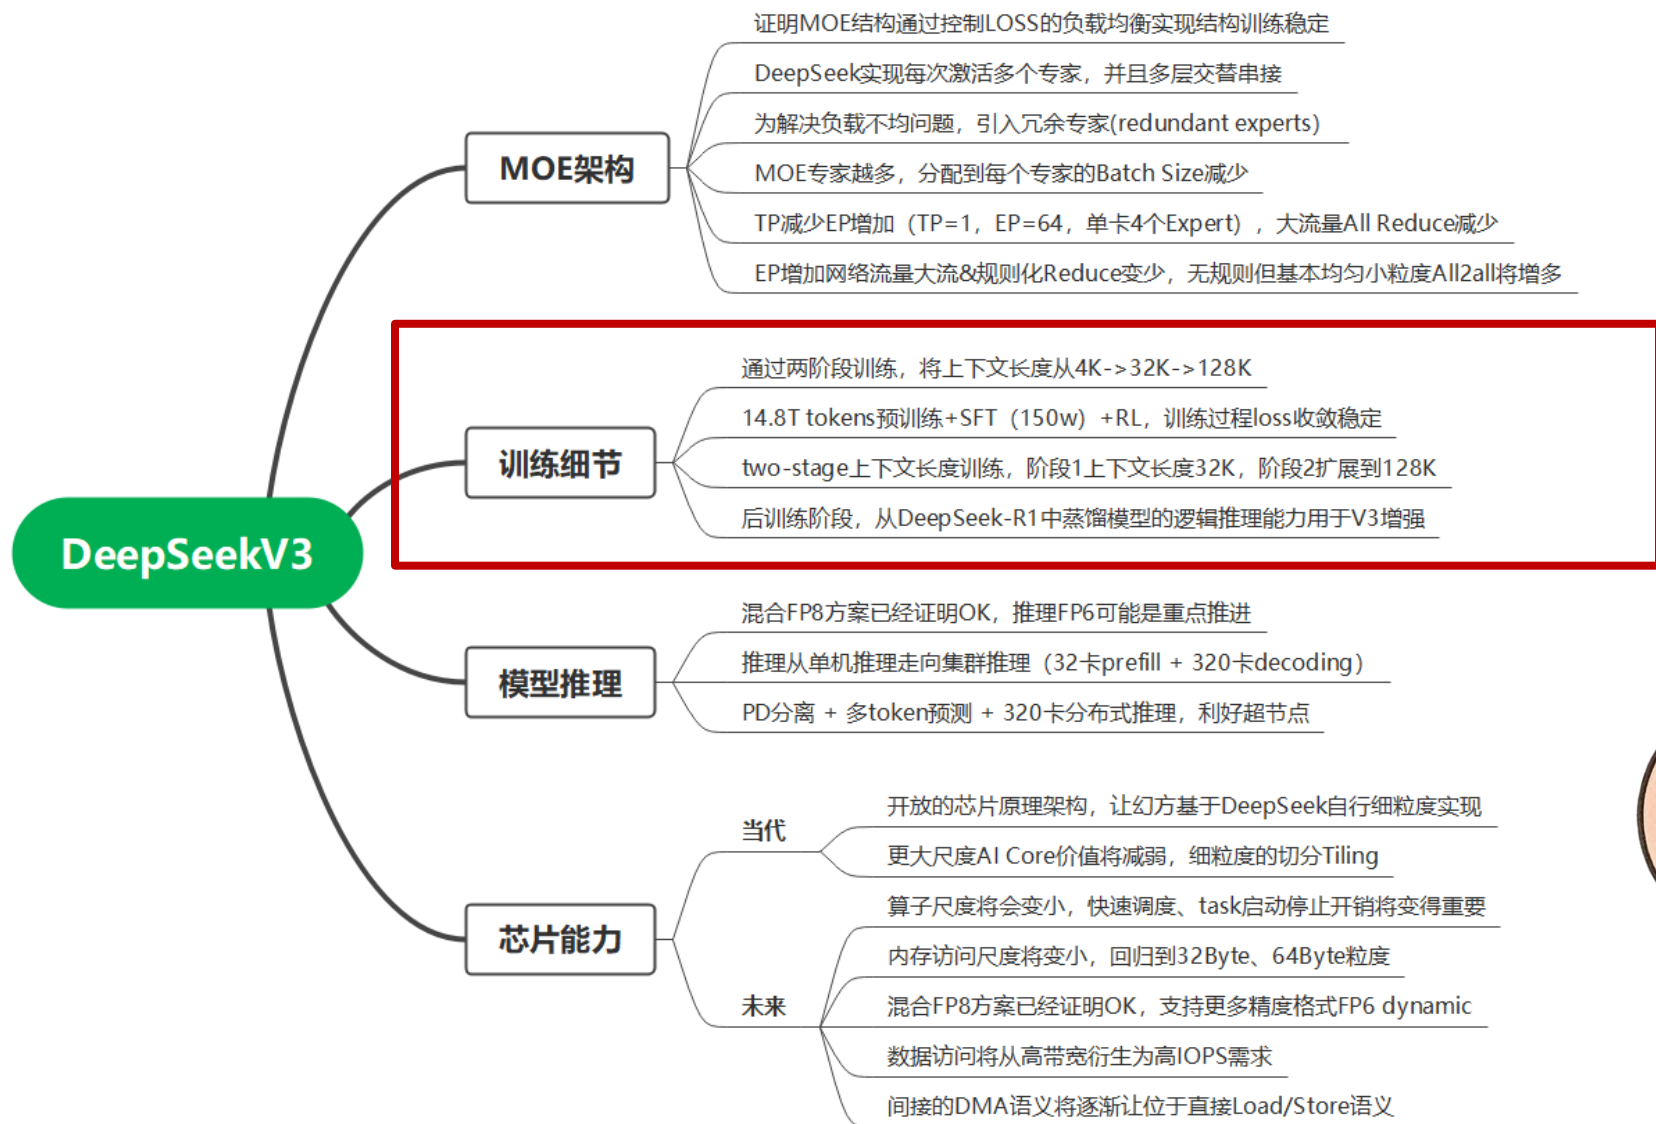 证明MOE结构通过控制LOSS的负载均衡实现结构训练稳定
DeepSeek实现每次激活多个专家，并且多层交替串接
为解决负载不均问题，引入冗余专家(redundant experts)
MOE架构
MOE专家越多，分配到每个专家的Batch Size减少
TP减少EP增加（TP=1，EP=64，单卡4个Expert），大流量All Reduce减少
EP增加网络流量大流&规则化Reduce变少，无规则但基本均匀小粒度All2all将增多
通过两阶段训练，将上下文长度从4K->32K->128K
14.8T tokens预训练+SFT（150w）+RL，训练过程loss收敛稳定
训练细节
two-stage上下文长度训练，阶段1上下文长度32K，阶段2扩展到128K
后训练阶段，从DeepSeek-R1中蒸馏模型的逻辑推理能力用于V3增强
DeepSeekV3
混合FP8方案已经证明OK，推理FP6可能是重点推进
推理从单机推理走向集群推理（32卡prefill + 320卡decoding）
模型推理
PD分离 + 多token预测 + 320卡分布式推理，利好超节点
开放的芯片原理架构，让幻方基于DeepSeek自行细粒度实现
当代
更大尺度AI Core价值将减弱，细粒度的切分Tiling
芯片能力
算子尺度将会变小，快速调度、task启动停止开销将变得重要
内存访问尺度将变小，回归到32Byte、64Byte粒度
未来
混合FP8方案已经证明OK，支持更多精度格式FP6 dynamic
数据访问将从高带宽衍生为高IOPS需求
间接的DMA语义将逐渐让位于直接Load/Store语义